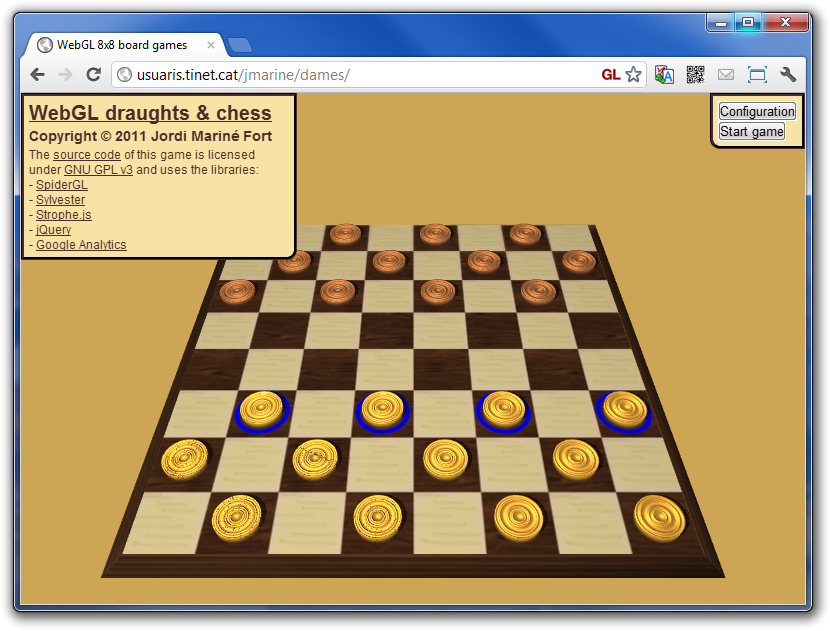 WebGL 8x8 board games
usuaris.tinet.cat/jmarine/dames/
GL
WebGL draughts & chess
Copyright © 2011 Jordi Mariné Fort
The source code of this game is licensed
under GNU GPL v3 and uses the libraries:
- SpiderGL
- Sylvester
- Strophe.js
- jQuery
- Google Analytics
Configuration
Start game